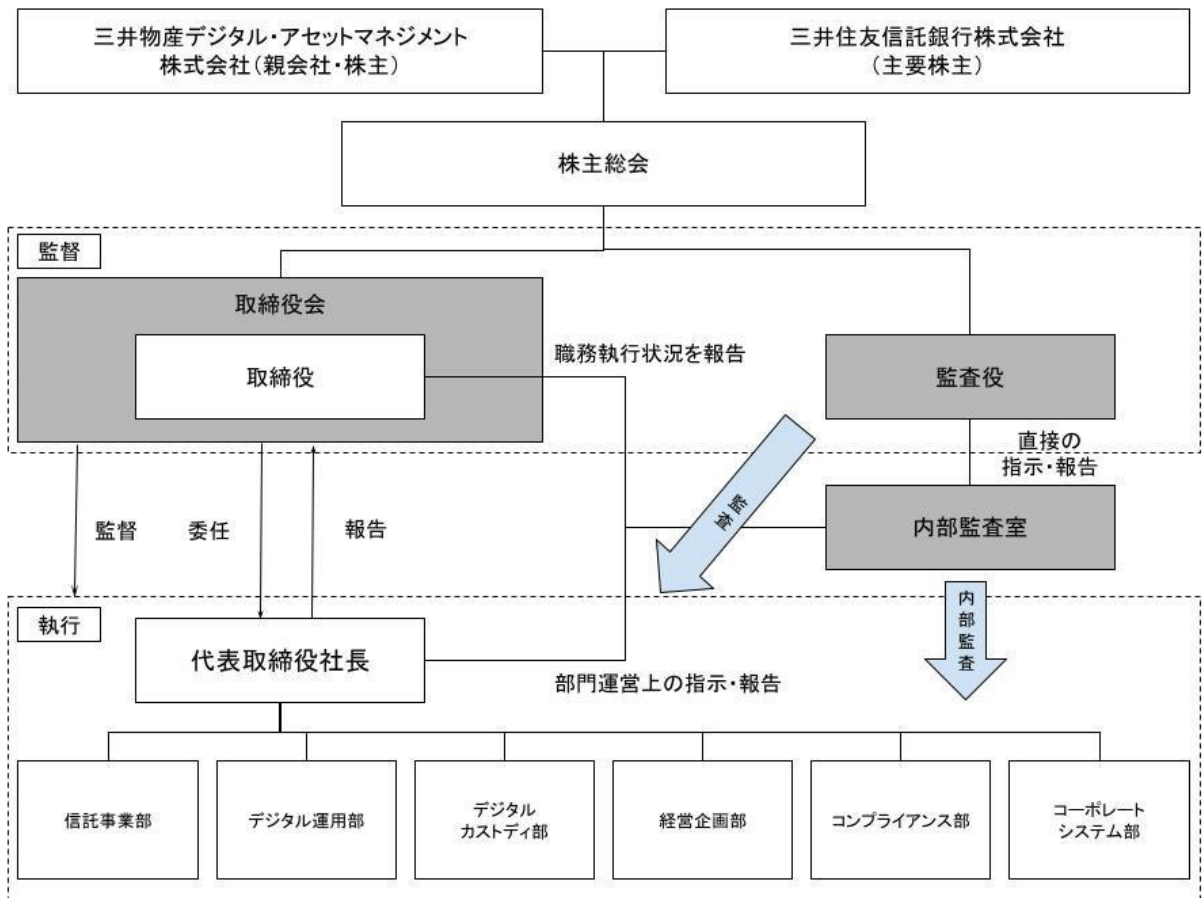 三井物産デジタル・アセットマネジメント
株式会社（親会社・株主）
三井住友信託銀行株式会社
（主要株主）
株主総会
監督
取締役会
取締役
職務執行状況を報告
監査役
直接の
指示・報告
監査
内部監査室
監督
委任
報告
内部監査
執行
代表取締役社長
部門運営上の指示・報告
信託事業部
デジタル運用部
デジタル
カストディ部
経営企画部
コンプライアンス部
コーポレート
システム部